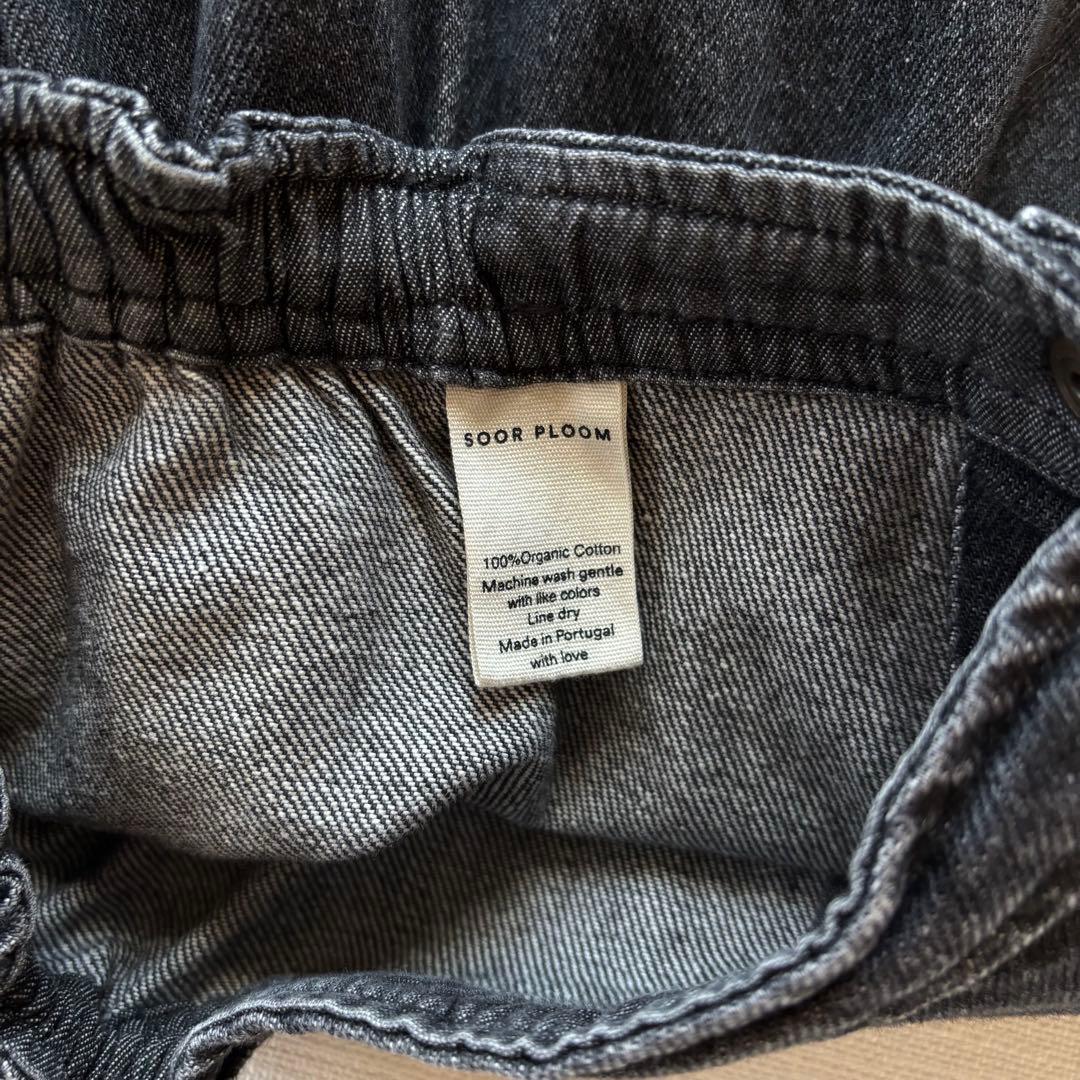 SOOR PLOOM
100%Organic Cotton
Machine wash gentle
with like colors
Line dry
Made in Portugal
with love